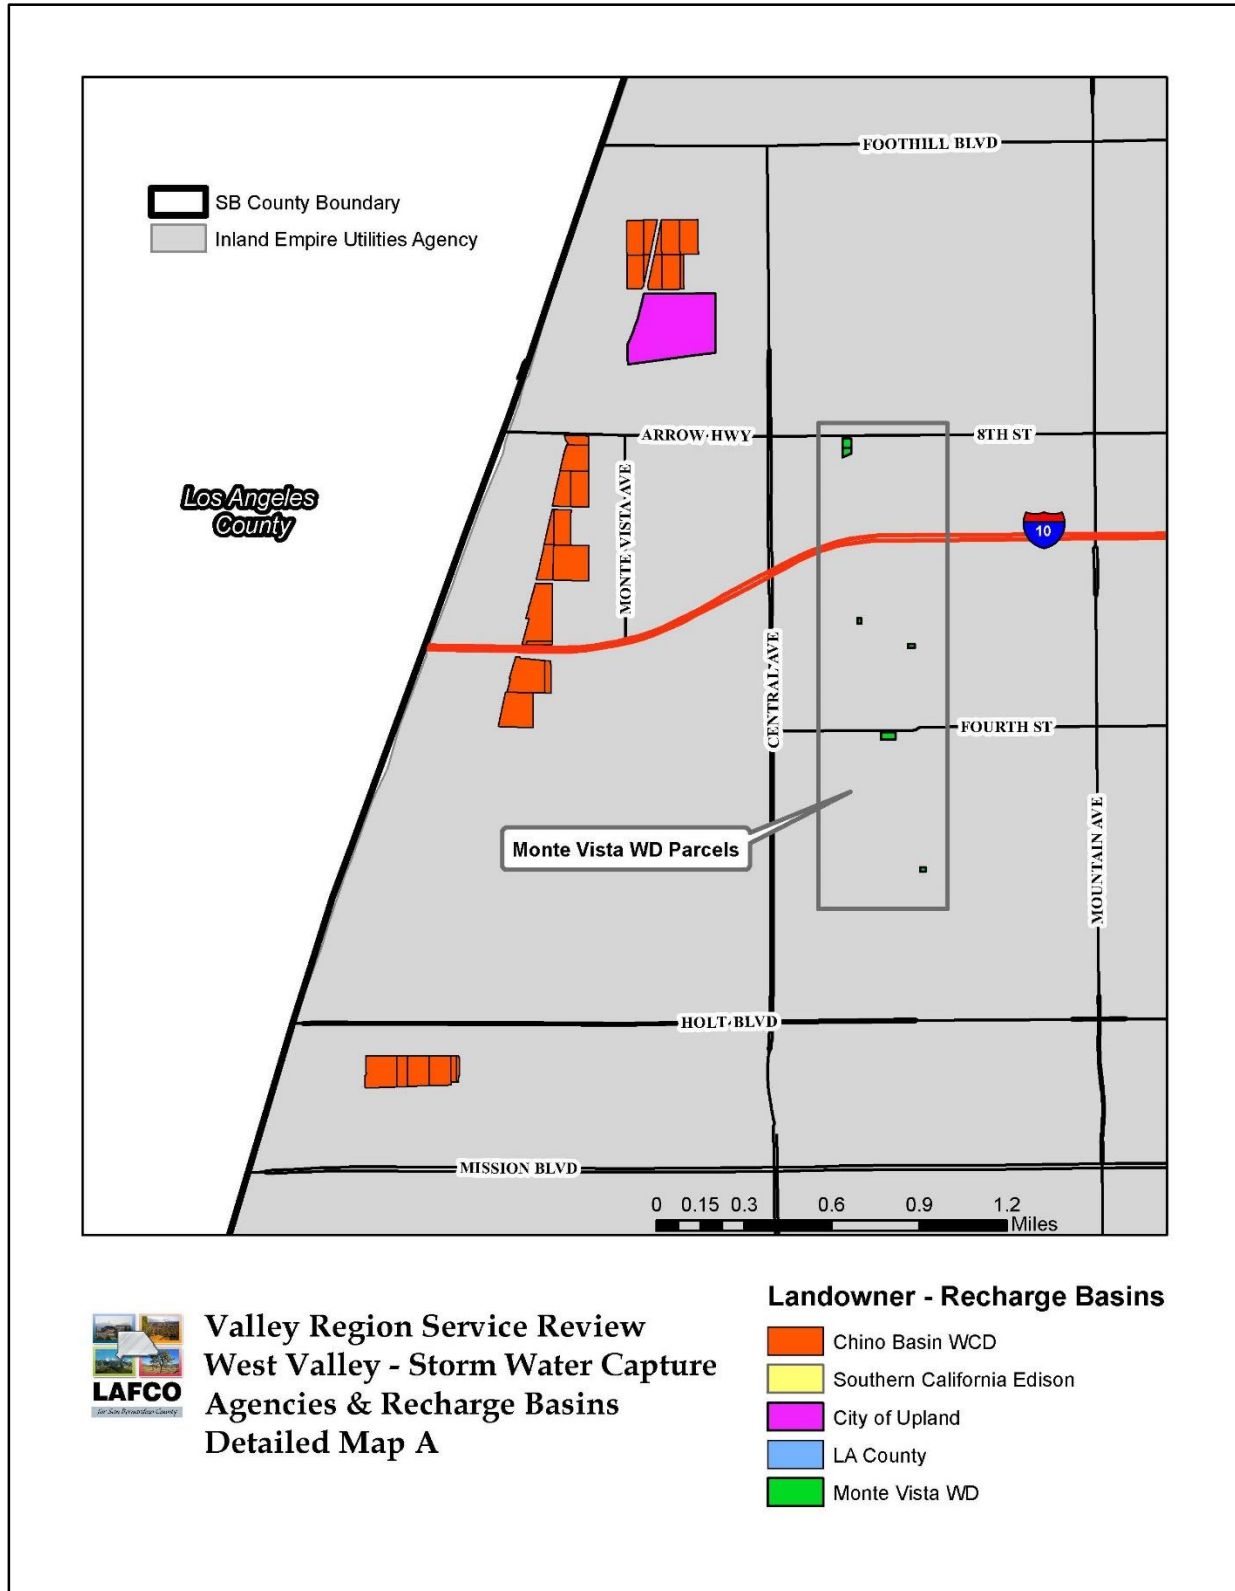 FOOTHILL BLVD
SB County Boundary
Inland Empire Utilities Agency
ARROW HWY
8TH ST
MONTE VISTA AVE
Los Angeles
County
10
CENTRAL AVE
FOURTH ST
Monte Vista WD Parcels
MOUNTAIN AVE
HOLT BLVD
MISSION BLVD
0 0.15 0.3 0.6 0.9 1.2
Miles
LAFCO
for San Bernardino County
Valley Region Service Review
West Valley - Storm Water Capture
Agencies & Recharge Basins
Detailed Map A
Landowner - Recharge Basins
Chino Basin WCD
Southern California Edison
City of Upland
LA County
Monte Vista WD